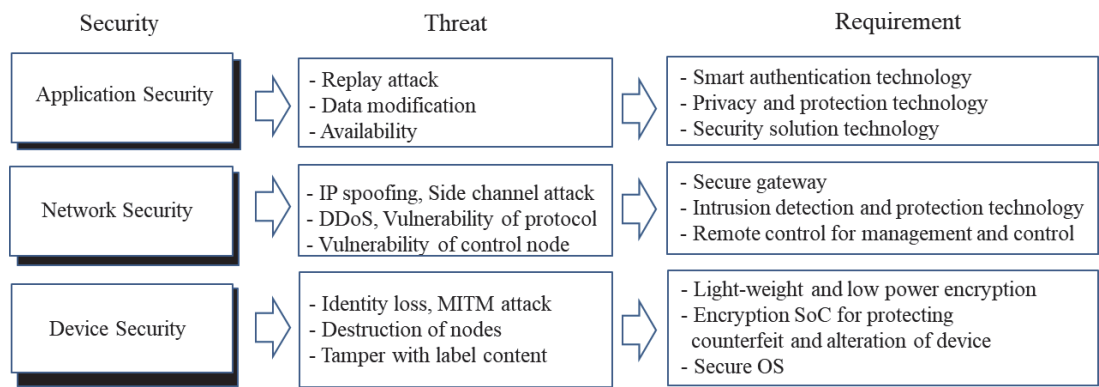 Security Threat Requirement
Application Security
- Replay attack
- Data modification
- Availability
- Smart authentication technology
- Privacy and protection technology
- Security solution technology
Network Security
- IP spoofing, Side channel attack
- DDoS, Vulnerability of protocol
- Vulnerability of control node
- Secure gateway
- Intrusion detection and protection technology
- Remote control for management and control
Device Security
- Identity loss, MITM attack
- Destruction of nodes
- Tamper with label content
- Light-weight and low power encryption
- Encryption SoC for protecting
counterfeit and alteration of device
- Secure OS